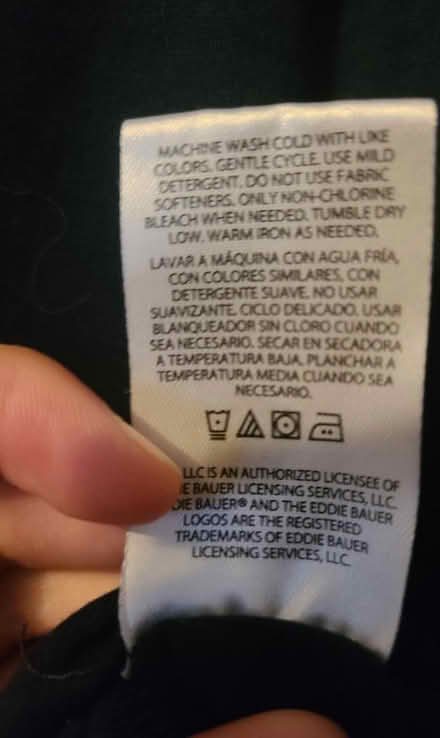 MACHINE WASH COLD WITH LIKE
COLORS. GENTLE CYCLE. USE MILD
DETERGENT. DO NOT USE FABRIC
SOFTENERS. ONLY NON-CHLORINE
BLEACH WHEN NEEDED. TUMBLE DRY
LOW. WARM IRON AS NEEDED.
LAVAR A MÁQUINA CON AGUA FRÍA,
CON COLORES SIMILARES, CON
DETERGENTE SUAVE. NO USAR
SUAVIZANTE. CICLO DELICADO. USAR
BLANQUEADOR SIN CLORO CUANDO
SEA NECESARIO. SECAR EN SECADORA
A TEMPERATURA BAJA. PLANCHAR A
TEMPERATURA MEDIA CUANDO SEA
NECESARIO.
LLC IS AN AUTHORIZED LICENSEE OF
BAUER LICENSING SERVICES, LLC.
BAUER® AND THE EDDIE BAUER
LOGOS ARE THE REGISTERED
TRADEMARKS OF EDDIE BAUER
LICENSING SERVICES, LLC.